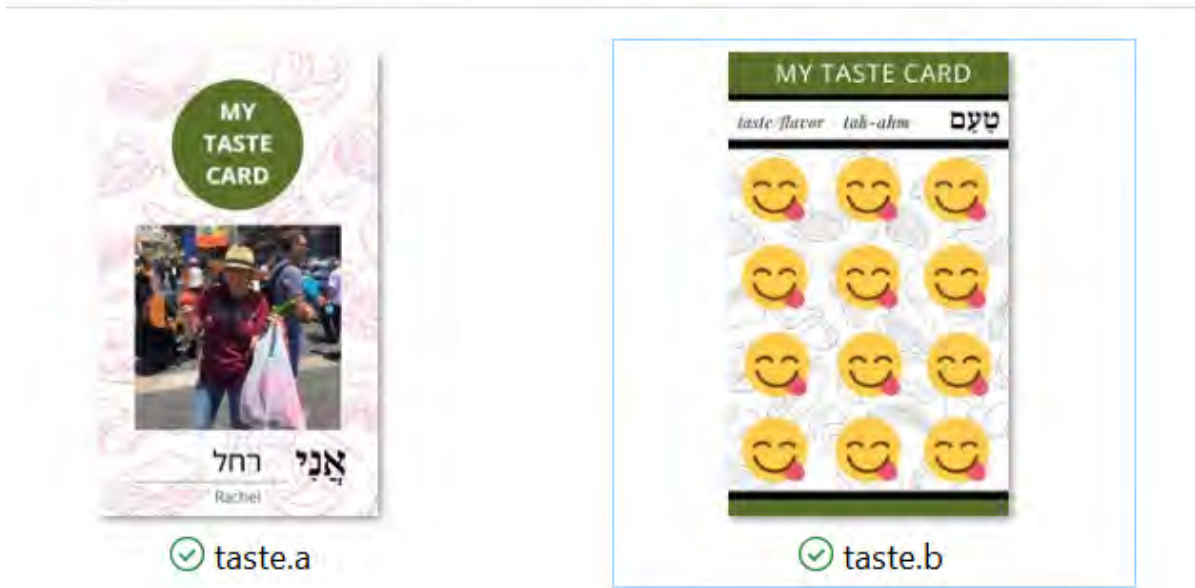 MY
TASTE
CARD
אֲנִי רחל
Rachel
taste.a
MY TASTE CARD
taste/flavor tah-ahm טַעַם
taste.b